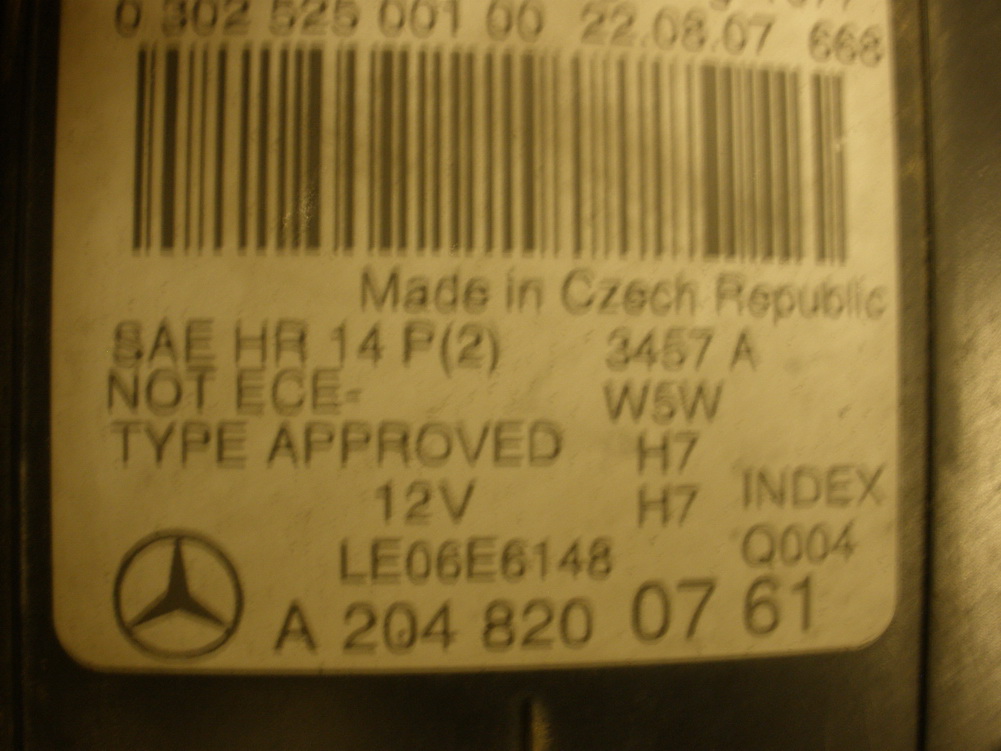 0 302 525 001 00 22.08.07 668
Made in Czech Republic
SAE HR 14 P(2) 3457 A
NOT ECE- W5W
TYPE APPROVED H7
12V H7 INDEX
LE06E6148 Q004
A 204 820 07 61